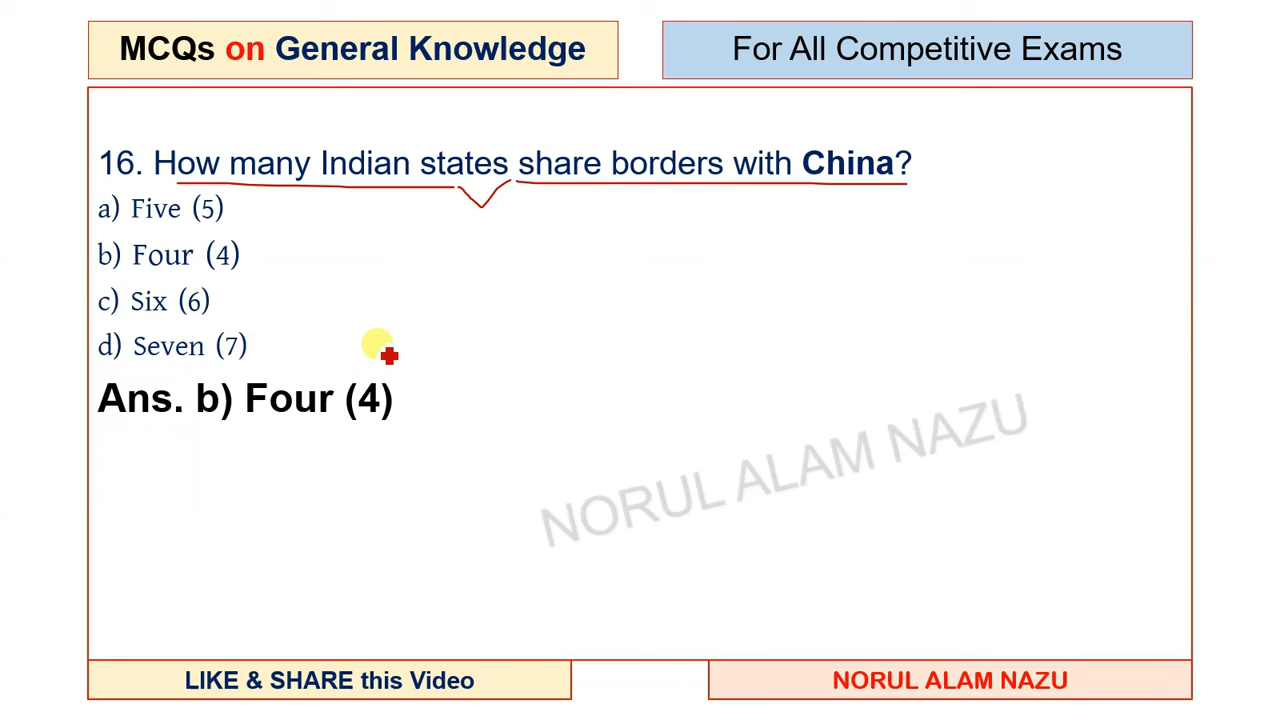 MCQs on General Knowledge
For All Competitive Exams
16. How many Indian states share borders with China?
a) Five (5)
b) Four (4)
c) Six (6)
d) Seven (7)
Ans. b) Four (4)
NORUL ALAM NAZU
LIKE & SHARE this Video
NORUL ALAM NAZU